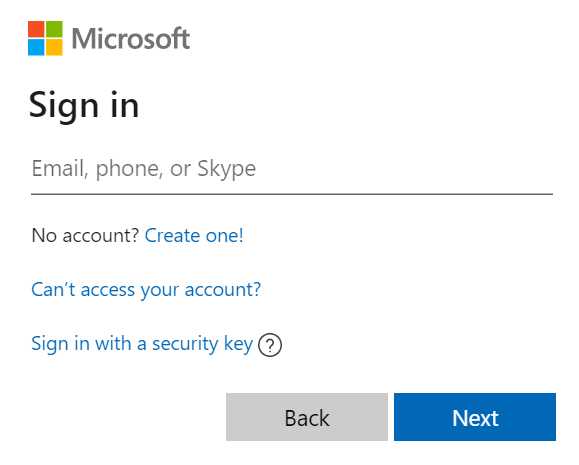 Microsoft
Sign in
Email, phone, or Skype
No account? Create one!
Can’t access your account?
Sign in with a security key ?
Back Next